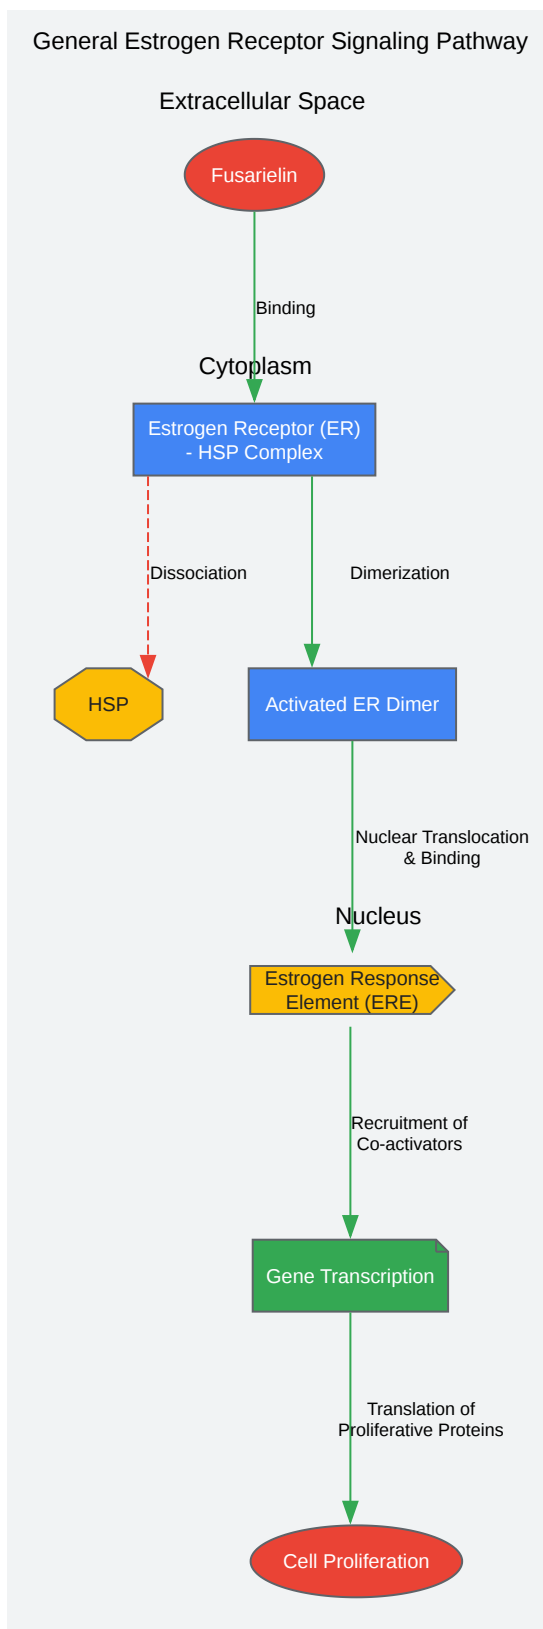 General Estrogen Receptor Signaling Pathway
Extracellular Space
Fusarielin
Binding
Cytoplasm
Estrogen Receptor (ER)
- HSP Complex
Dissociation
Dimerization
HSP
Activated ER Dimer
Nuclear Translocation
& Binding
Nucleus
Estrogen Response
Element (ERE)
Recruitment of
Co-activators
Gene Transcription
Translation of
Proliferative Proteins
Cell Proliferation